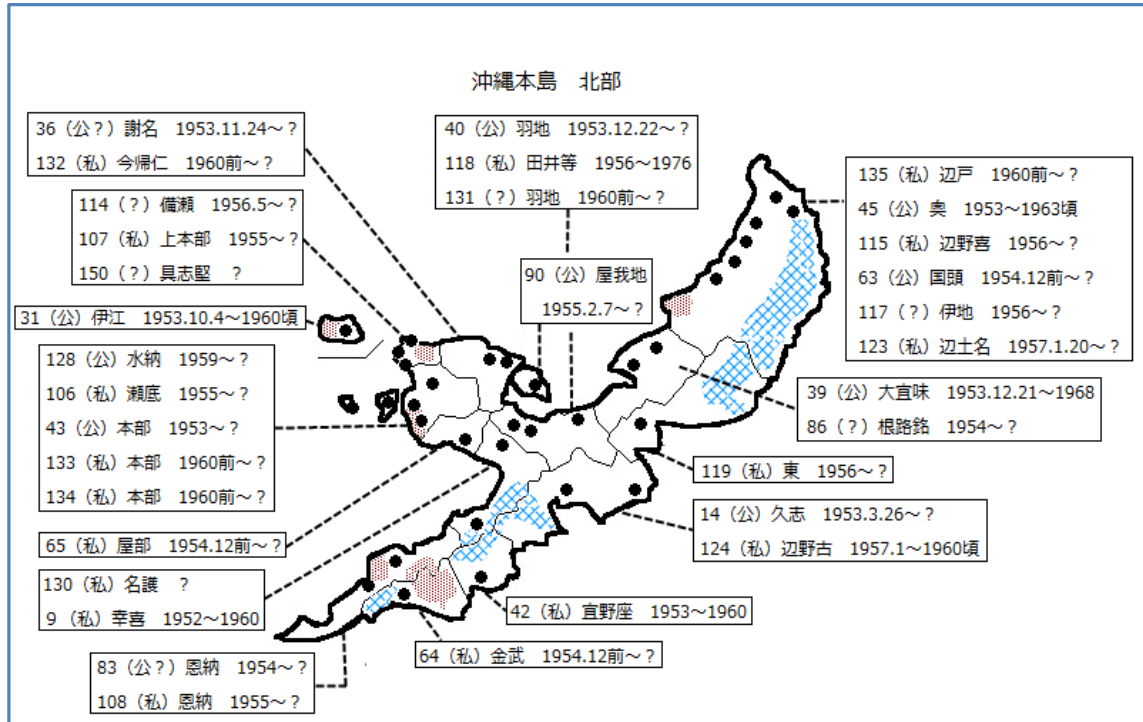 沖縄本島　北部
36（公？）謝名　1953.11.24～？
132（私）今帰仁　1960前～？
40（公）羽地　1953.12.22～？
118（私）田井等　1956～1976
131（？）羽地　1960前～？
135（私）辺戸　1960前～？
45（公）奥　1953～1963頃
115（私）辺野喜　1956～？
63（公）国頭　1954.12前～？
117（？）伊地　1956～？
123（私）辺土名　1957.1.20～？
114（？）備瀬　1956.5～？
107（私）上本部　1955～？
150（？）具志堅　？
90（公）屋我地
1955.2.7～？
31（公）伊江　1953.10.4～1960頃
128（公）水納　1959～？
106（私）瀬底　1955～？
43（公）本部　1953～？
133（私）本部　1960前～？
134（私）本部　1960前～？
39（公）大宜味　1953.12.21～1968
86（？）根路銘　1954～？
119（私）東　1956～？
14（公）久志　1953.3.26～？
124（私）辺野古　1957.1～1960頃
65（私）屋部　1954.12前～？
130（私）名護　？
9（私）幸喜　1952～1960
42（私）宜野座　1953～1960
64（私）金武　1954.12前～？
83（公？）恩納　1954～？
108（私）恩納　1955～？